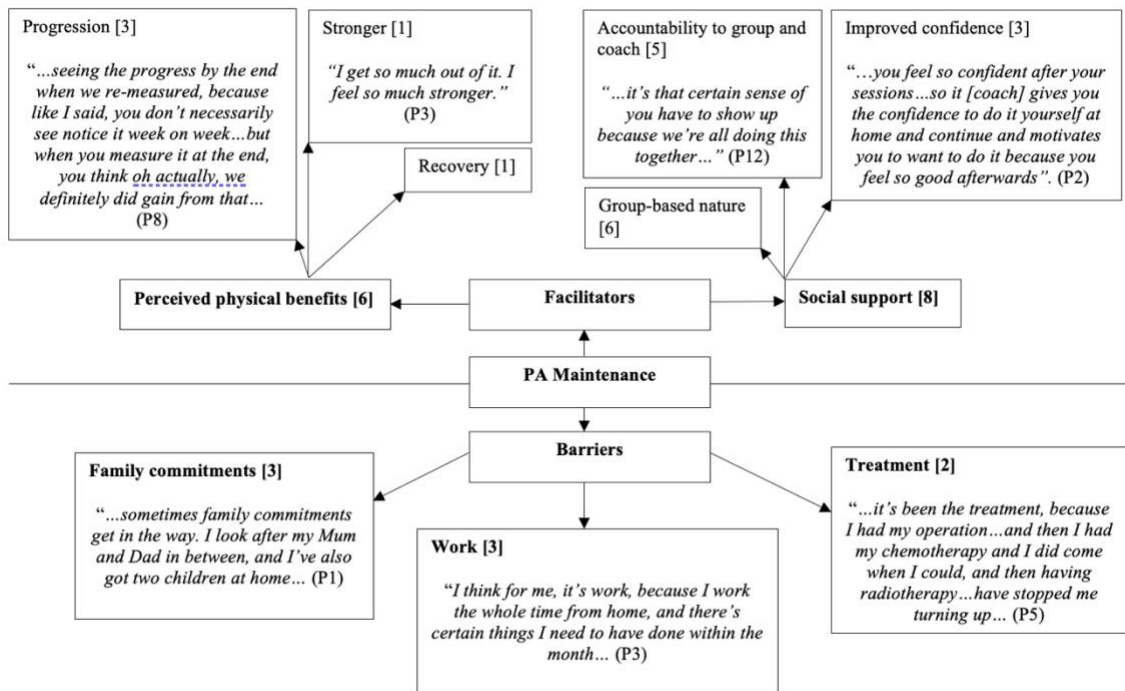 Progression [3]
“…seeing the progress by the end
when we re-measured, because
like I said, you don’t necessarily
see notice it week on week…but
when you measure it at the end,
you think oh actually, we
definitely did gain from that…
(P8)
Stronger [1]
“I get so much out of it. I
feel so much stronger.”
(P3)
Recovery [1]
Accountability to group and
coach [5]
“…it’s that certain sense of
you have to show up
because we’re all doing this
together…” (P12)
Group-based nature
[6]
Improved confidence [3]
“…you feel so confident after your
sessions…so it [coach] gives you
the confidence to do it yourself at
home and continue and motivates
you to want to do it because you
feel so good afterwards”. (P2)
Perceived physical benefits [6]
Facilitators
Social support [8]
PA Maintenance
Barriers
Family commitments [3]
“…sometimes family commitments
get in the way. I look after my Mum
and Dad in between, and I’ve also
got two children at home… (P1)
Work [3]
“I think for me, it’s work, because I work
the whole time from home, and there’s
certain things I need to have done within the
month… (P3)
Treatment [2]
“…it’s been the treatment, because
I had my operation…and then I had
my chemotherapy and I did come
when I could, and then having
radiotherapy…have stopped me
turning up… (P5)